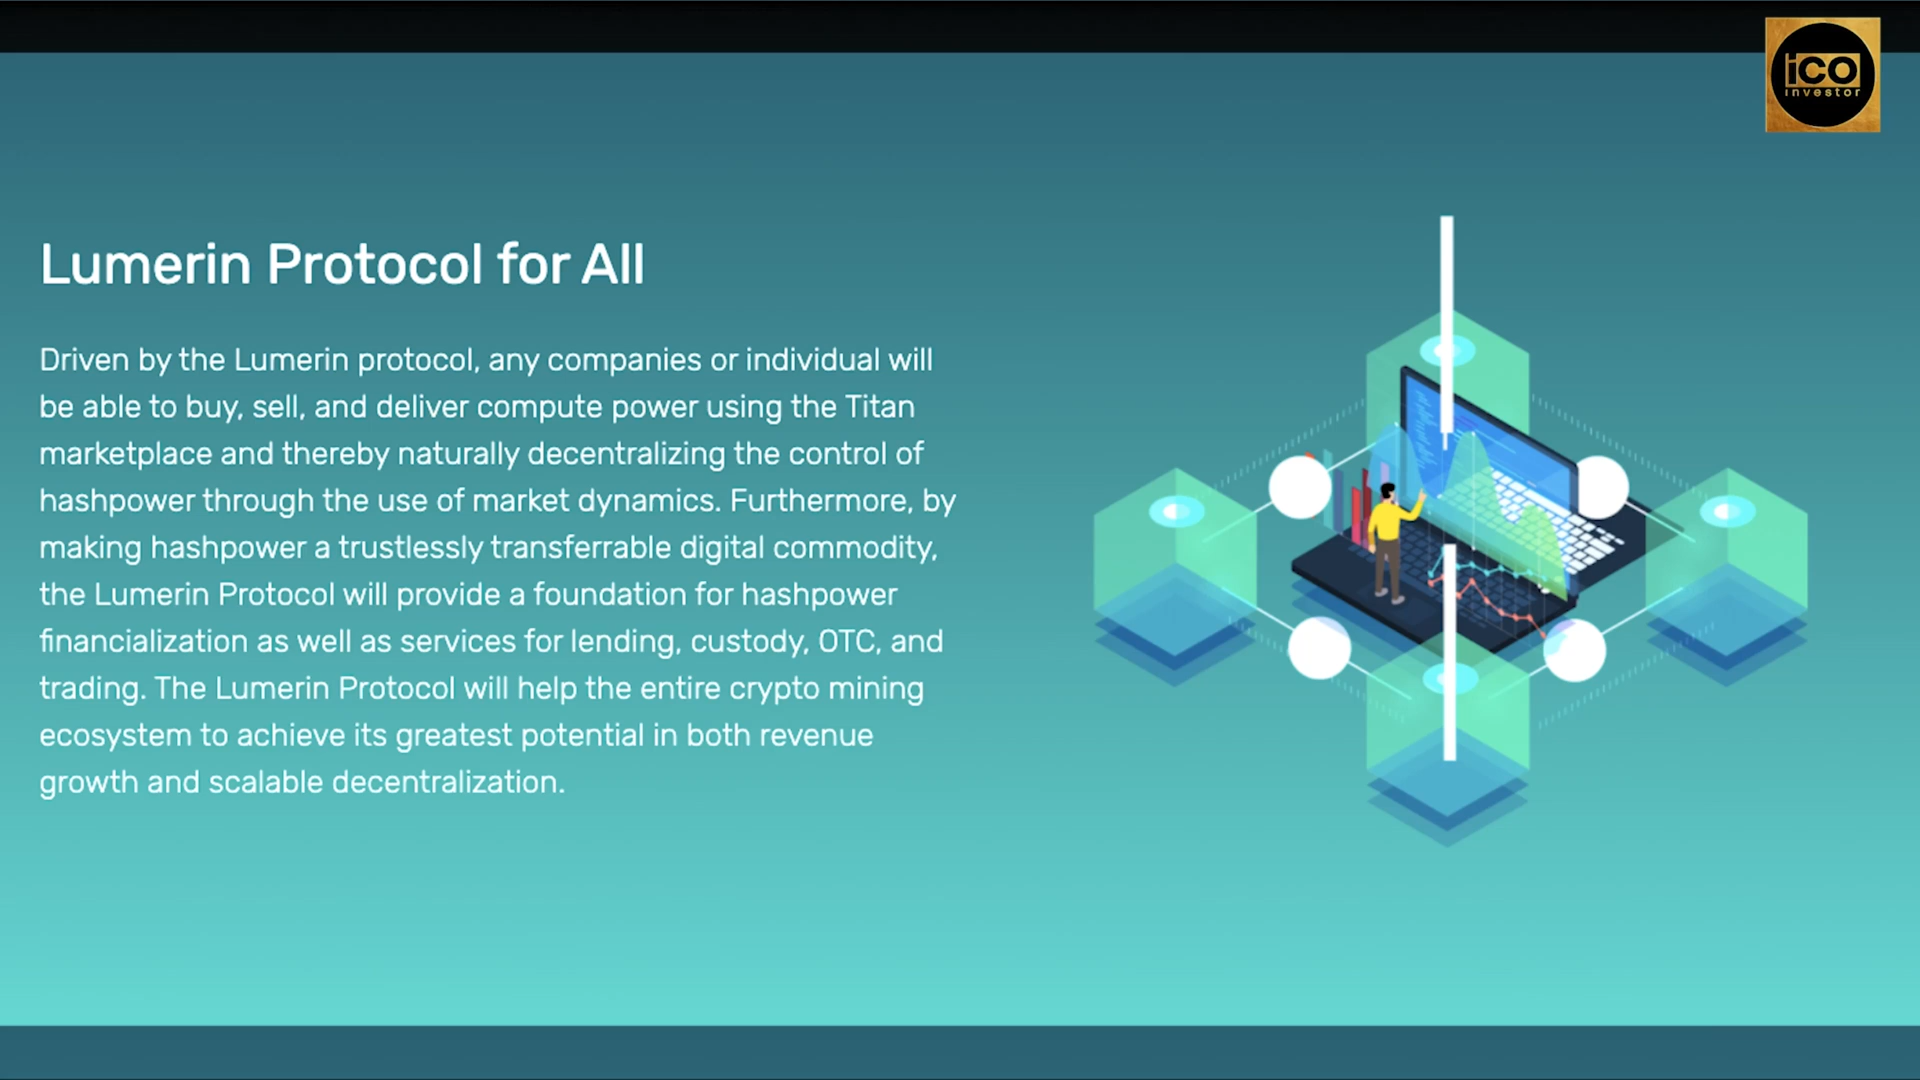 iCO
investor
Lumerin Protocol for All
Driven by the Lumerin protocol, any companies or individual will
be able to buy, sell, and deliver compute power using the Titan
marketplace and thereby naturally decentralizing the control of
hashpower through the use of market dynamics. Furthermore, by
making hashpower a trustlessly transferrable digital commodity,
the Lumerin Protocol will provide a foundation for hashpower
financialization as well as services for lending, custody, OTC, and
trading. The Lumerin Protocol will help the entire crypto mining
ecosystem to achieve its greatest potential in both revenue
growth and scalable decentralization.